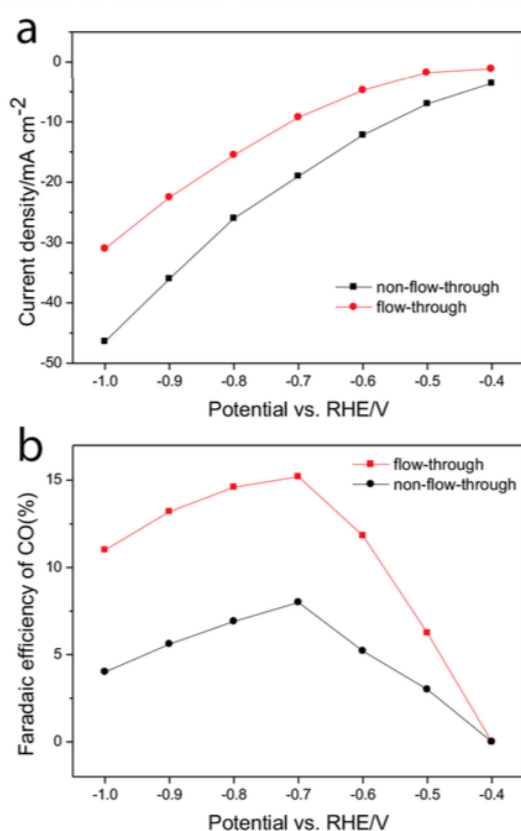 a
Current density/mA cm-2
0
-10
-20
-30
-40
-50
non-flow-through
flow-through
-1.0 -0.9 -0.8 -0.7 -0.6 -0.5 -0.4
Potential vs. RHE/V
b
Faradaic efficiency of CO(%)
15
10
5
0
flow-through
non-flow-through
-1.0 -0.9 -0.8 -0.7 -0.6 -0.5 -0.4
Potential vs. RHE/V